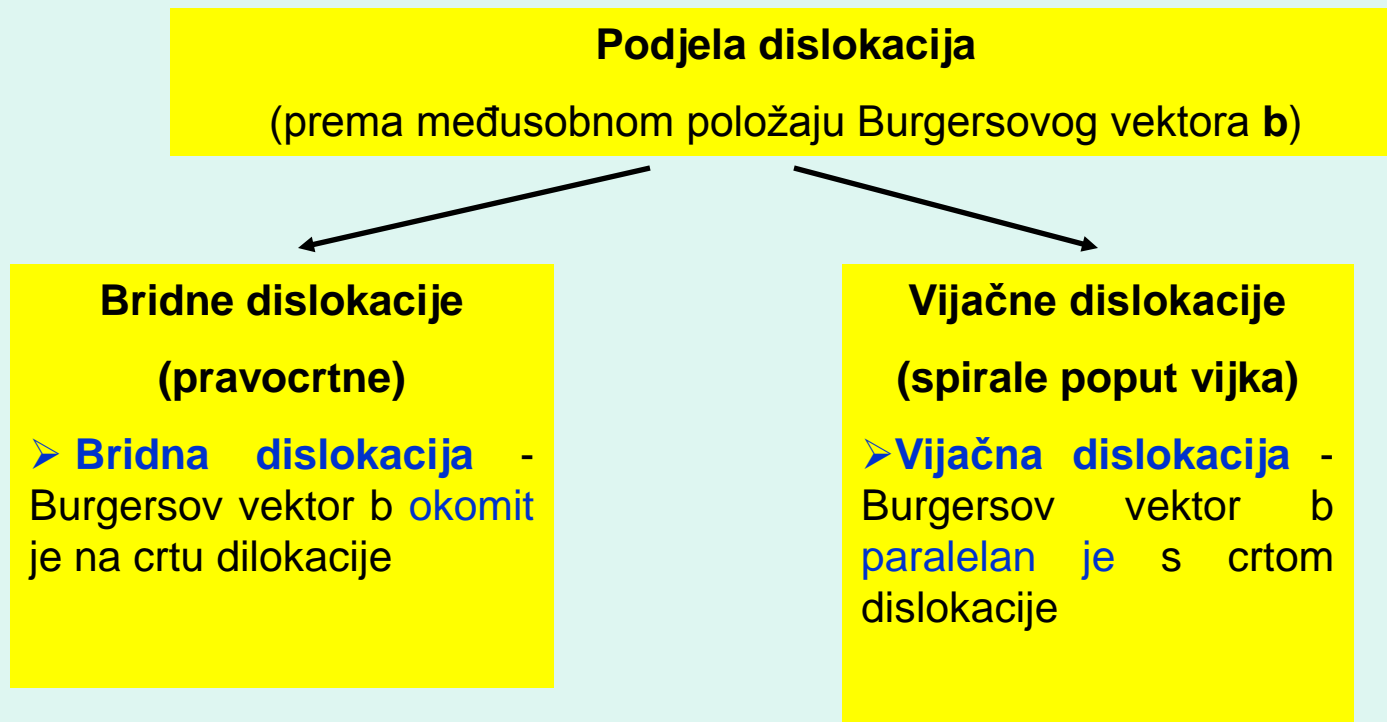 Podjela dislokacija
(prema međusobnom položaju Burgersovog vektora b)
Bridne dislokacije
(pravocrtne)
➢ Bridna dislokacija -
Burgersov vektor b okomit
je na crtu dilokacije
Vijačne dislokacije
(spirale poput vijka)
➢Vijačna dislokacija -
Burgersov vektor b
paralelan je s crtom
dislokacije